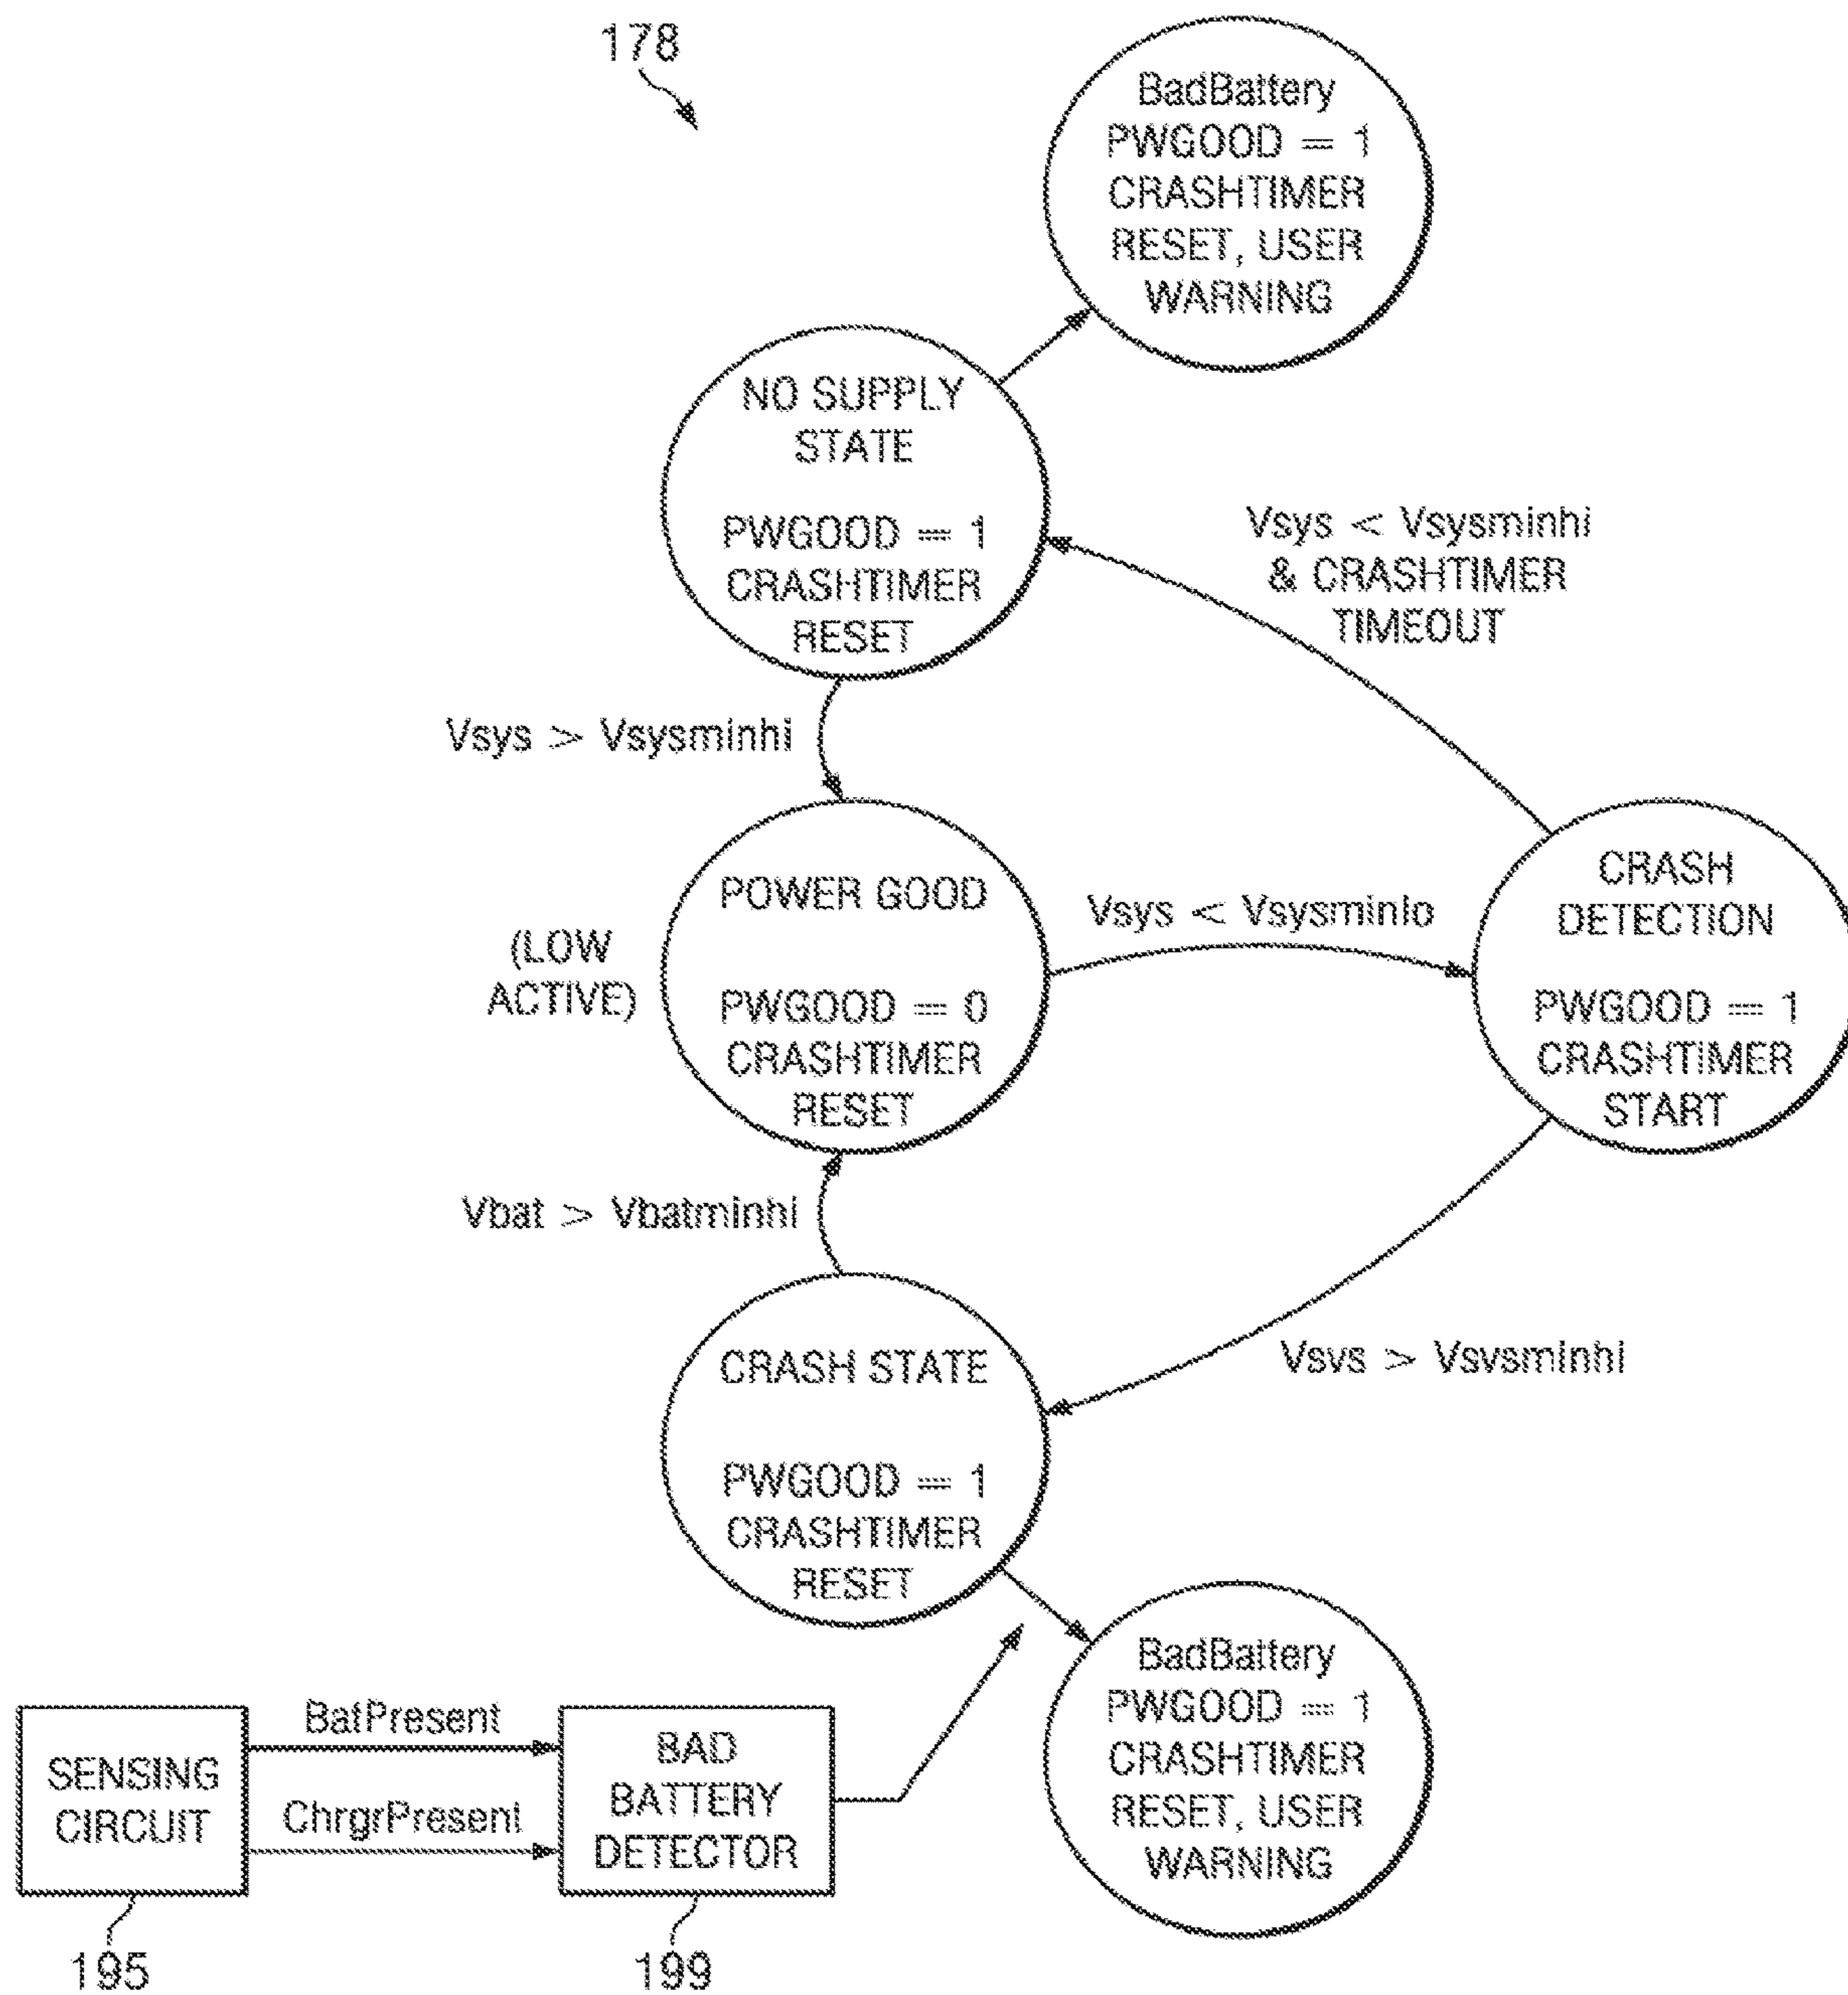 178
BadBattery
PWGOOD = 1
CRASHTIMER
RESET, USER
WARNING
NO SUPPLY
STATE
PWGOOD = 1
CRASHTIMER
RESET
Vsys < Vsysminhi
& CRASHTIMER
TIMEOUT
Vsys > Vsysminhi
POWER GOOD
PWGOOD = 0
CRASHTIMER
RESET
(LOW
ACTIVE)
Vsys < Vsysminlo
CRASH
DETECTION
PWGOOD = 1
CRASHTIMER
START
Vbat > Vbatminhi
CRASH STATE
PWGOOD = 1
CRASHTIMER
RESET
Vsvs > Vsvsminhi
BadBattery
PWGOOD = 1
CRASHTIMER
RESET, USER
WARNING
SENSING
CIRCUIT
BatPresent
ChrgrPresent
BAD
BATTERY
DETECTOR
195
199